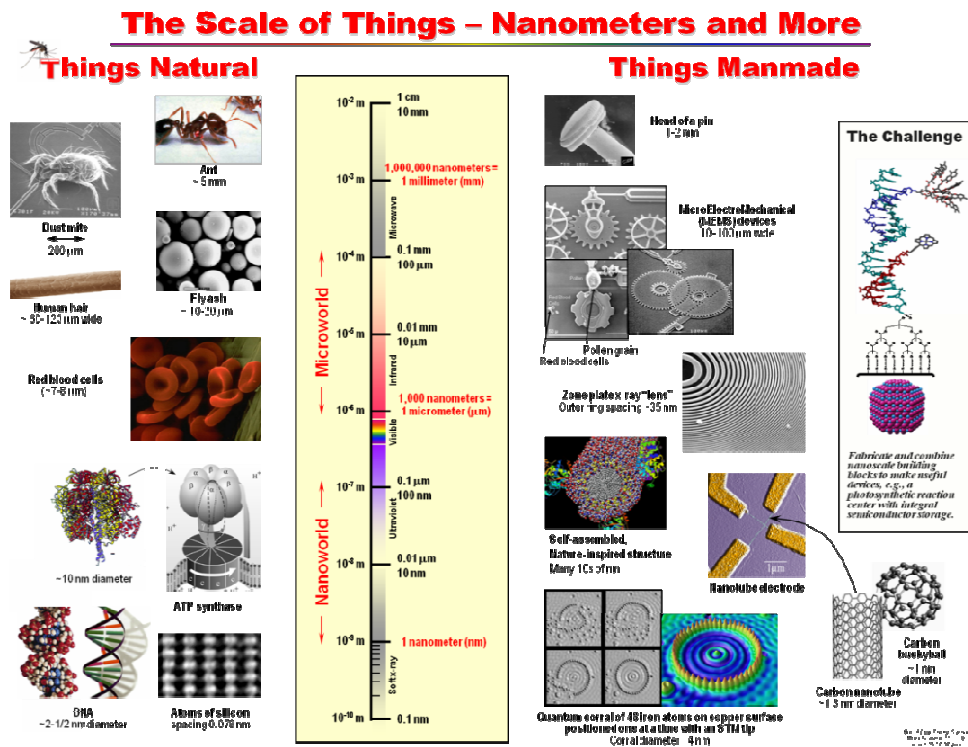 The Scale of Things – Nanometers and More
Things Natural
Things Manmade
Ant
~ 5 mm
Dust mite
200 µm
Fly ash
~ 10-20 µm
Human hair
wide
Red blood cells
~10 nm diameter
ATP synthase
DNA
~2-1/2 nm diameter
Atoms of silicon
spacing 0.078 nm
10-2 m
1 cm
10 mm
1,000,000 nanometers =
10-3 m
1 millimeter (mm)
Microwave
0.1 mm
10-4 m
100 µm
Microworld
0.01 mm
10-5 m
10 µm
Infrared
1,000 nanometers =
10-6 m
1 micrometer (µm)
Visible
0.1 µm
10-7 m
100 nm
Ultraviolet
Nanoworld
0.01 µm
10-8 m
10 nm
10-9 m
1 nanometer (nm)
Soft x-ray
10-10 m
0.1 nm
Head of a pin
1-2 mm
MicroElectroMechanical
(MEMS) devices
10-100 µm wide
Pollen grain
Red blood cells
Zone plate x-ray "lens"
Outer ring spacing ~35 nm
Self-assembled,
Nature-inspired structure
Many 10s of nm
1µm
Nanotube electrode
Carbon
buckyball
~1 nm
diameter
Carbon nanotube
~1.3 nm diameter
Quantum corral of 48 iron atoms on copper surface
positioned one at a time with an STM tip
Corral diameter
The Challenge
Fabricate and combine
nanoscale building
blocks to make useful
devices, e.g., a
photosynthetic reaction
center with integral
semiconductor storage.